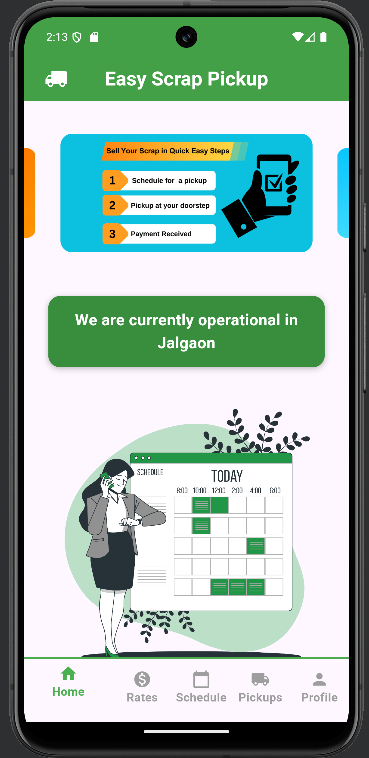 2:13
Easy Scrap Pickup
Sell Your Scrap in Quick Easy Steps
1 Schedule for a pickup
2 Pickup at your doorstep
3 Payment Received
We are currently operational in
Jalgaon
SCHEDULE
TODAY
8:00 10:00 12:00 2:00 4:00 6:00
Home Rates Schedule Pickups Profile